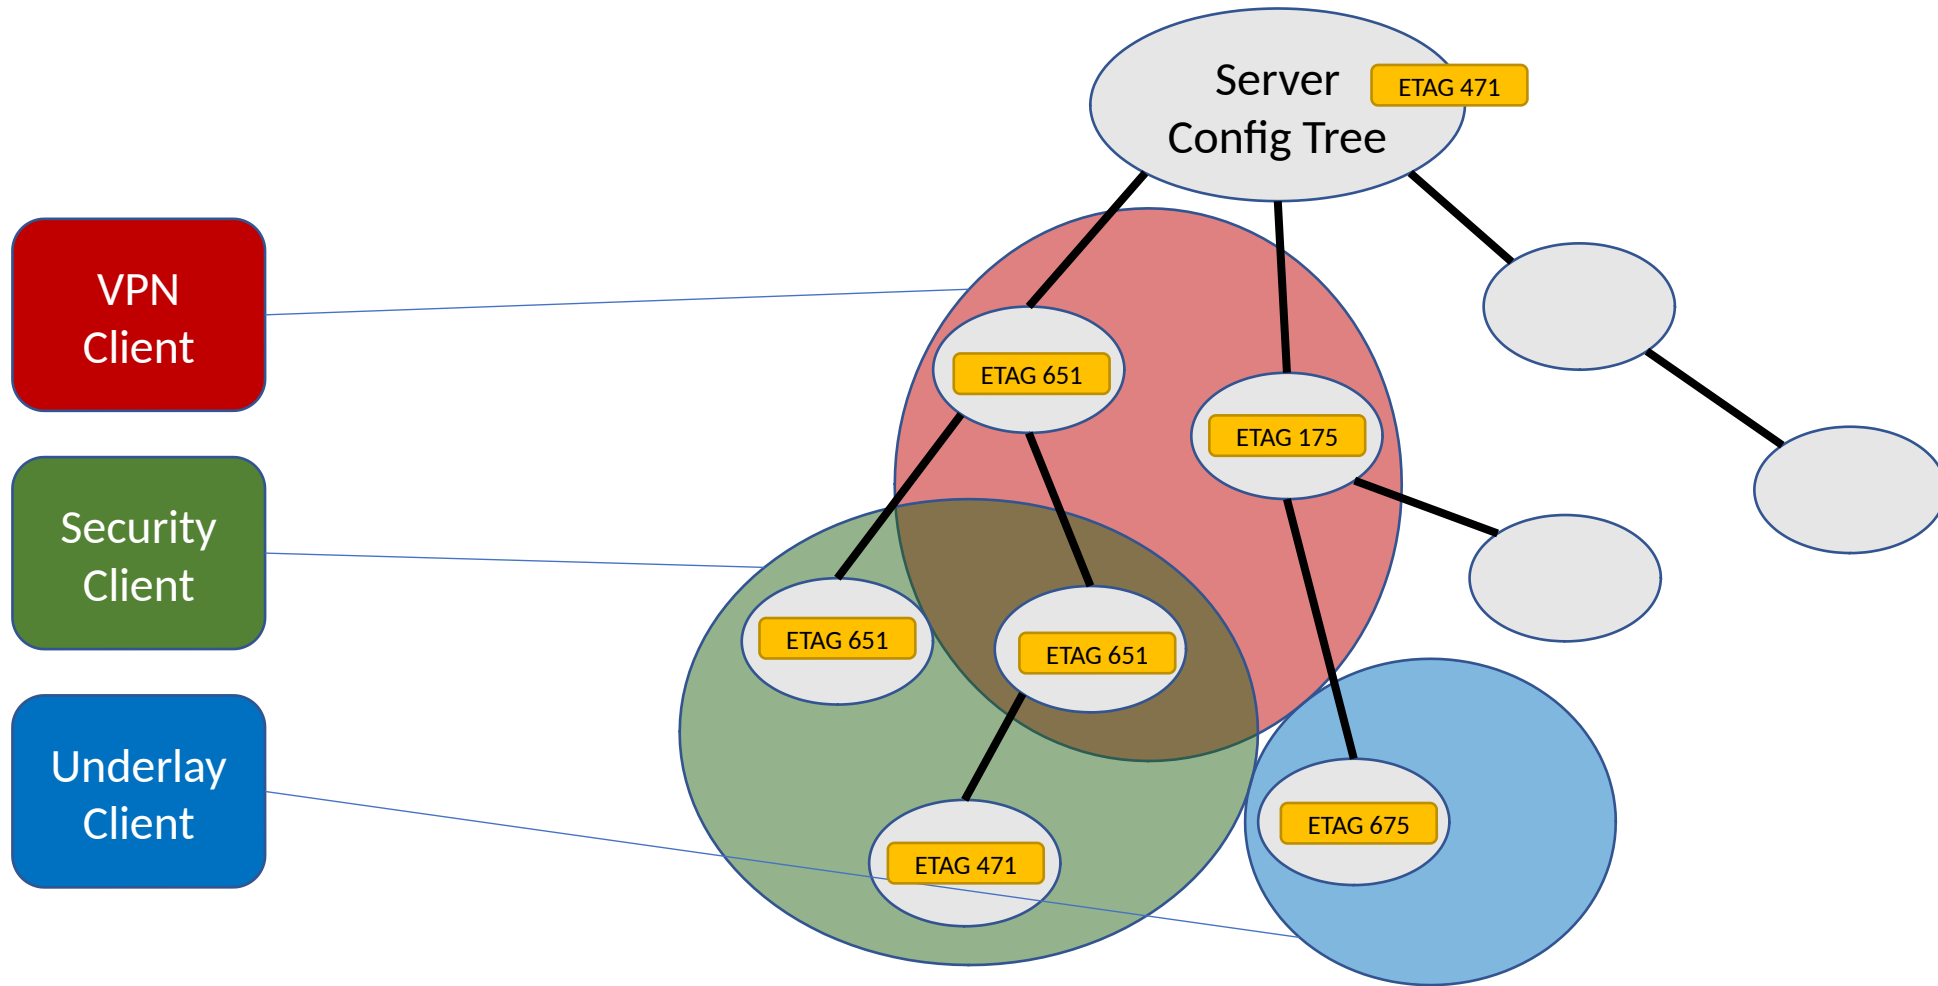 Server
Config Tree
ETAG 471
VPN
Client
ETAG 651
ETAG 175
Security
Client
ETAG 651
ETAG 651
Underlay
Client
ETAG 675
ETAG 471